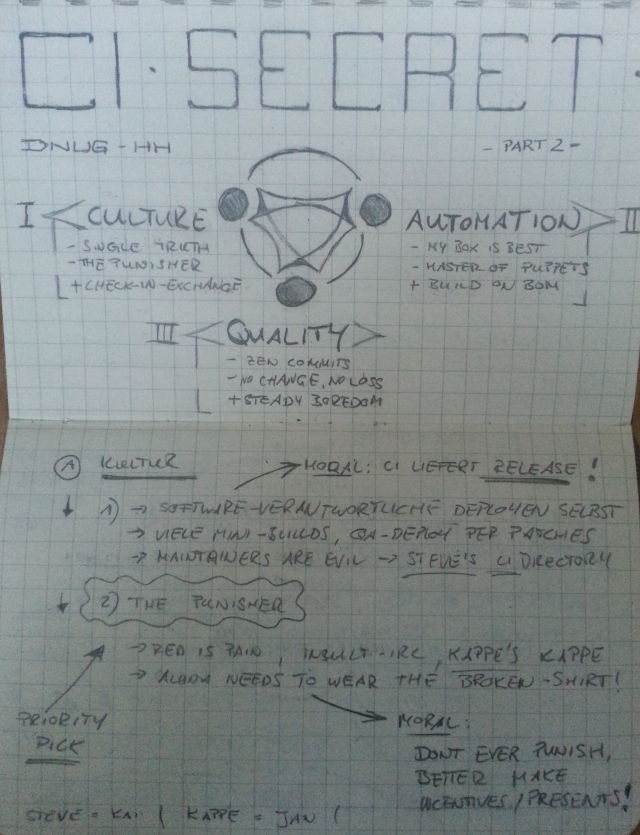 CI · SECRET ·
DNUG - HH
- PART 2 -
I CULTURE
- SINGLE TRUTH
- THE PUNISHER
+ CHECK-IN-EXCHANGE
AUTOMATION II
- MY BOX IS BEST
- MASTER OF PUPPETS
+ BUILD ON BOM
III QUALITY
- ZEN COMMITS
- NO CHANGE, NO LOSS
+ STEADY BOREDOM
A KULTUR
→ MORAL: CI LIEFERT RELEASE!
↓ 1) → SOFTWARE-VERANTWORTLICHE DEPLOYEN SELBST
→ VIELE MINI-BUILDS, QA-DEPLOY PER PATCHES
→ MAINTAINERS ARE EVIL → STEVE'S CI DIRECTORY
↓ 2) THE PUNISHER
→ RED IS PAIN, INSULT-IRC, KAPPE'S KAPPE
→ NEEDS TO WEAR THE BROKEN-SHIRT!
PRIORITY
PICK
MORAL:
DONT EVER PUNISH,
BETTER MAKE
INCENTIVES/PRESENTS!
STEVE = KAI ( KAPPE = JAN (